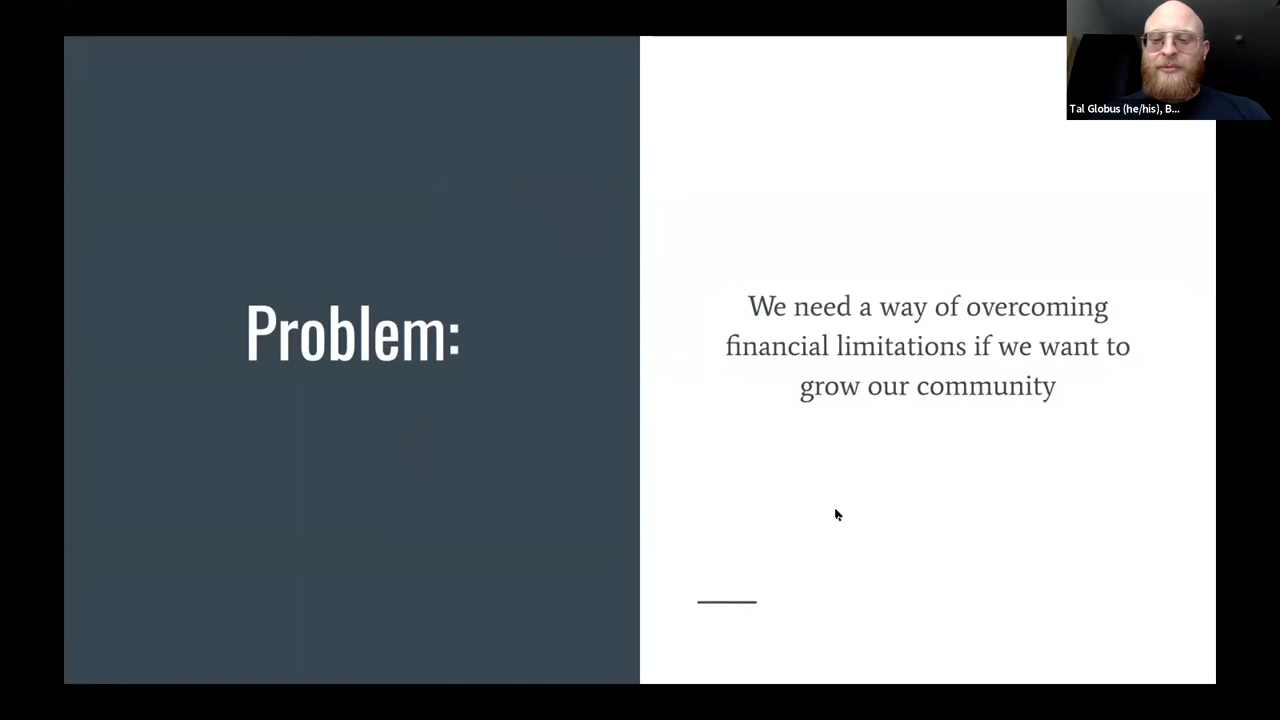 Problem:
We need a way of overcoming
financial limitations if we want to
grow our community
Tal Globus (he/his), B...